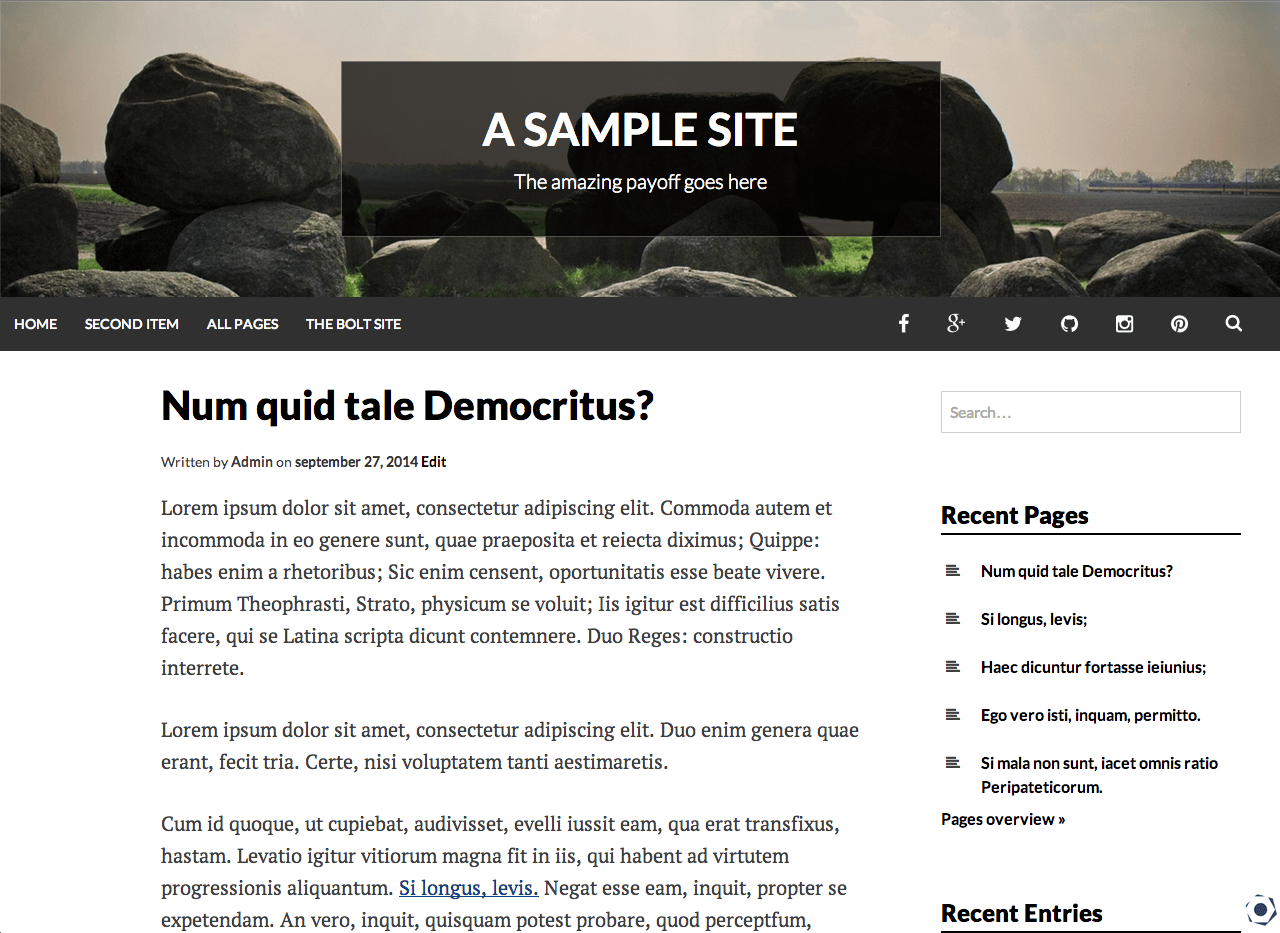 A SAMPLE SITE
The amazing payoff goes here
HOME SECOND ITEM ALL PAGES THE BOLT SITE
Num quid tale Democritus?
Written by Admin on september 27, 2014 Edit
Lorem ipsum dolor sit amet, consectetur adipiscing elit. Commoda autem et
incommoda in eo genere sunt, quae praeposita et reiecta diximus; Quippe:
habes enim a rhetoribus; Sic enim censent, oportunitatis esse beate vivere.
Primum Theophrasti, Strato, physicum se voluit; Iis igitur est difficilius satis
facere, qui se Latina scripta dicunt contemnere. Duo Reges: constructio
interrete.
Lorem ipsum dolor sit amet, consectetur adipiscing elit. Duo enim genera quae
erant, fecit tria. Certe, nisi voluptatem tanti aestimaretis.
Cum id quoque, ut cupiebat, audivisset, evelli iussit eam, qua erat transfixus,
hastam. Levatio igitur vitiorum magna fit in iis, qui habent ad virtutem
progressionis aliquantum. Si longus, levis. Negat esse eam, inquit, propter se
expetendam. An vero, inquit, quisquam potest probare, quod perceptfum,
Search...
Recent Pages
Num quid tale Democritus?
Si longus, levis;
Haec dicuntur fortasse ieiunius;
Ego vero isti, inquam, permitto.
Si mala non sunt, iacet omnis ratio
Peripateticorum.
Pages overview »
Recent Entries